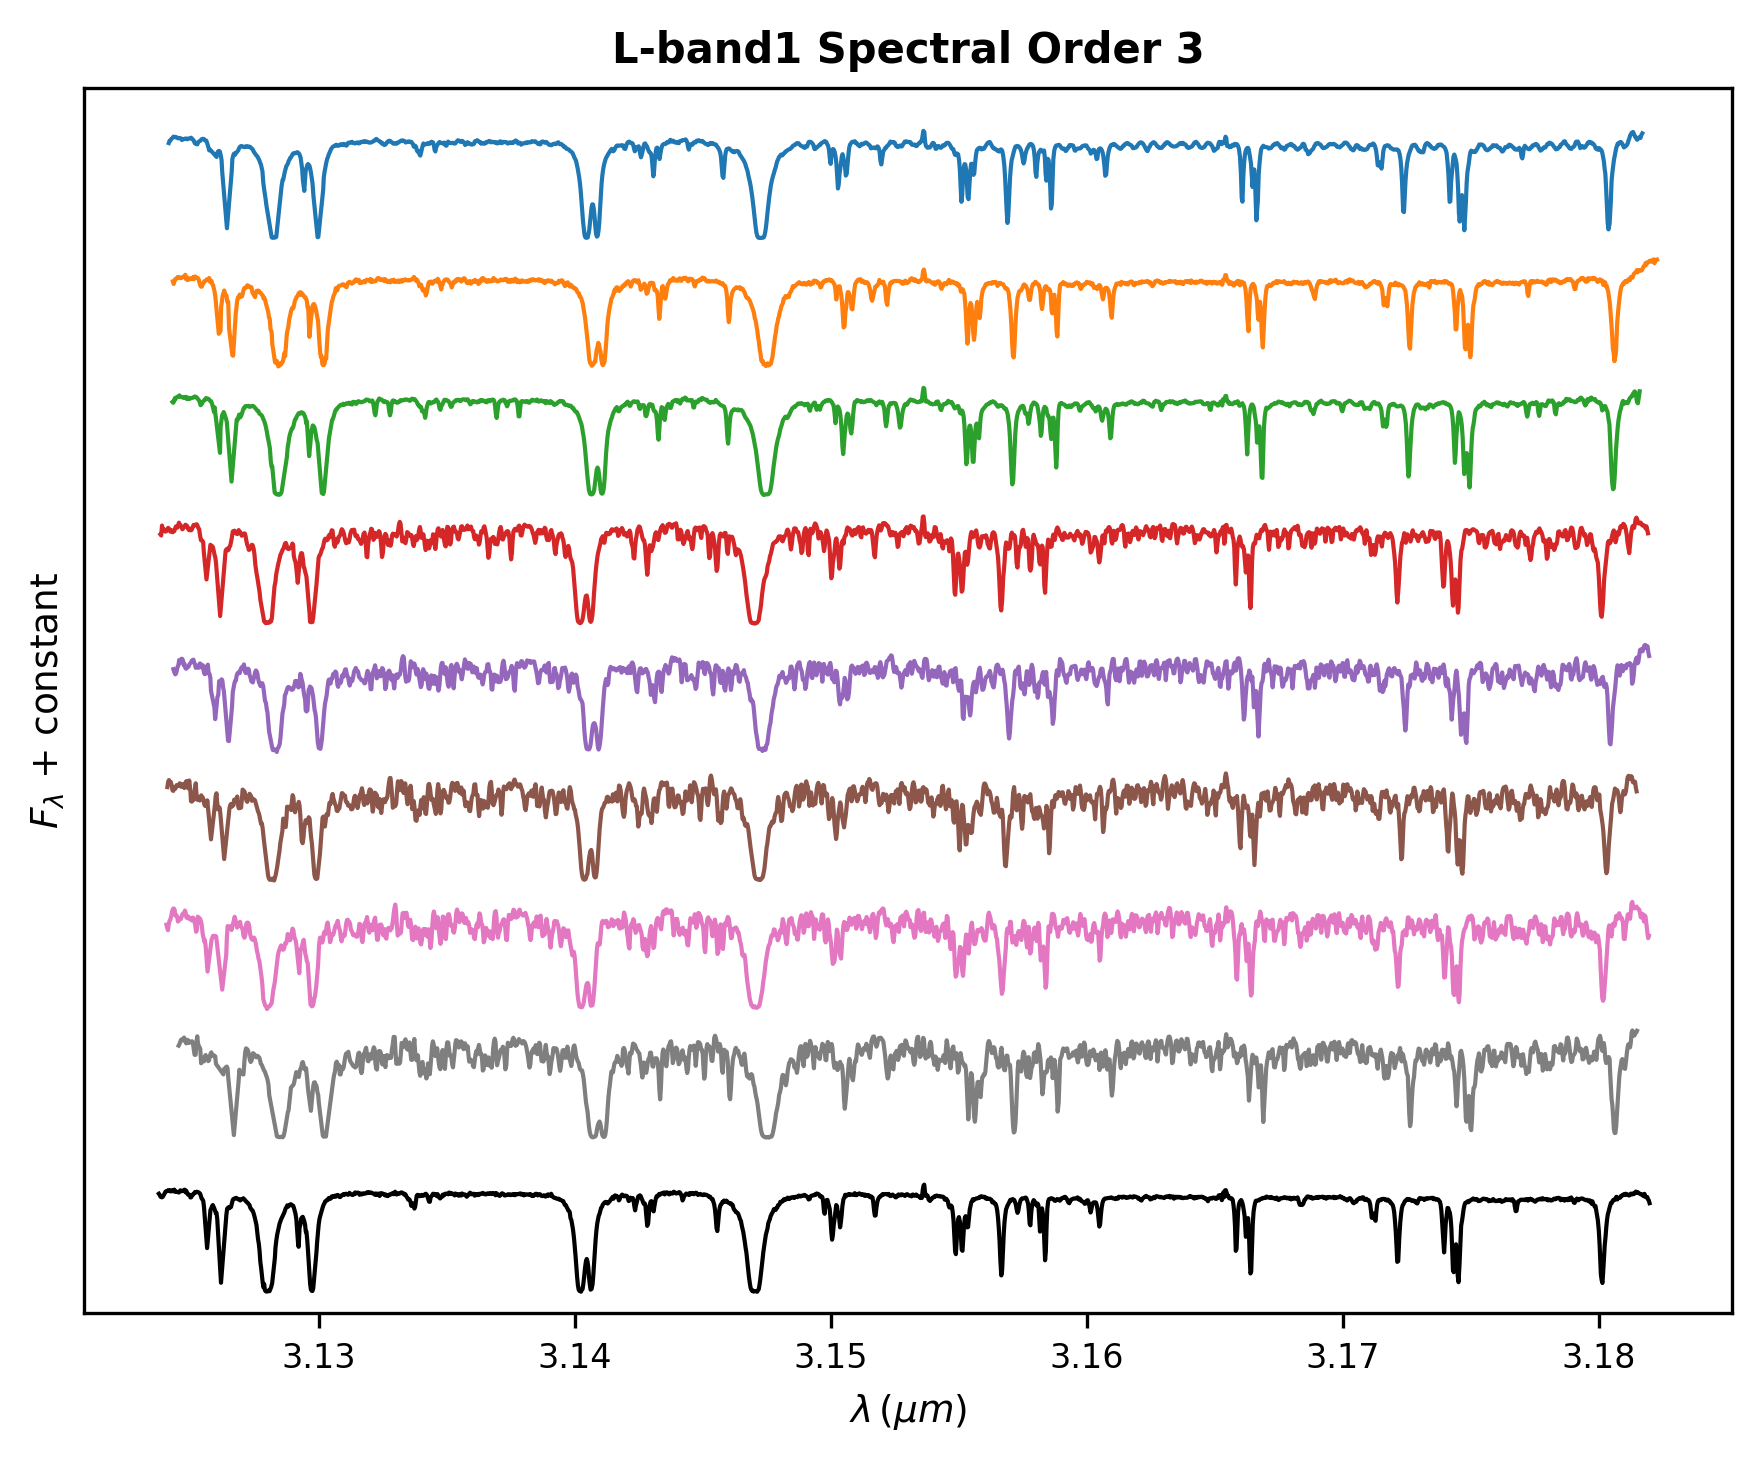 L-band1 Spectral Order 3
F_λ + constant
3.13 3.14 3.15 3.16 3.17 3.18
λ (μm)